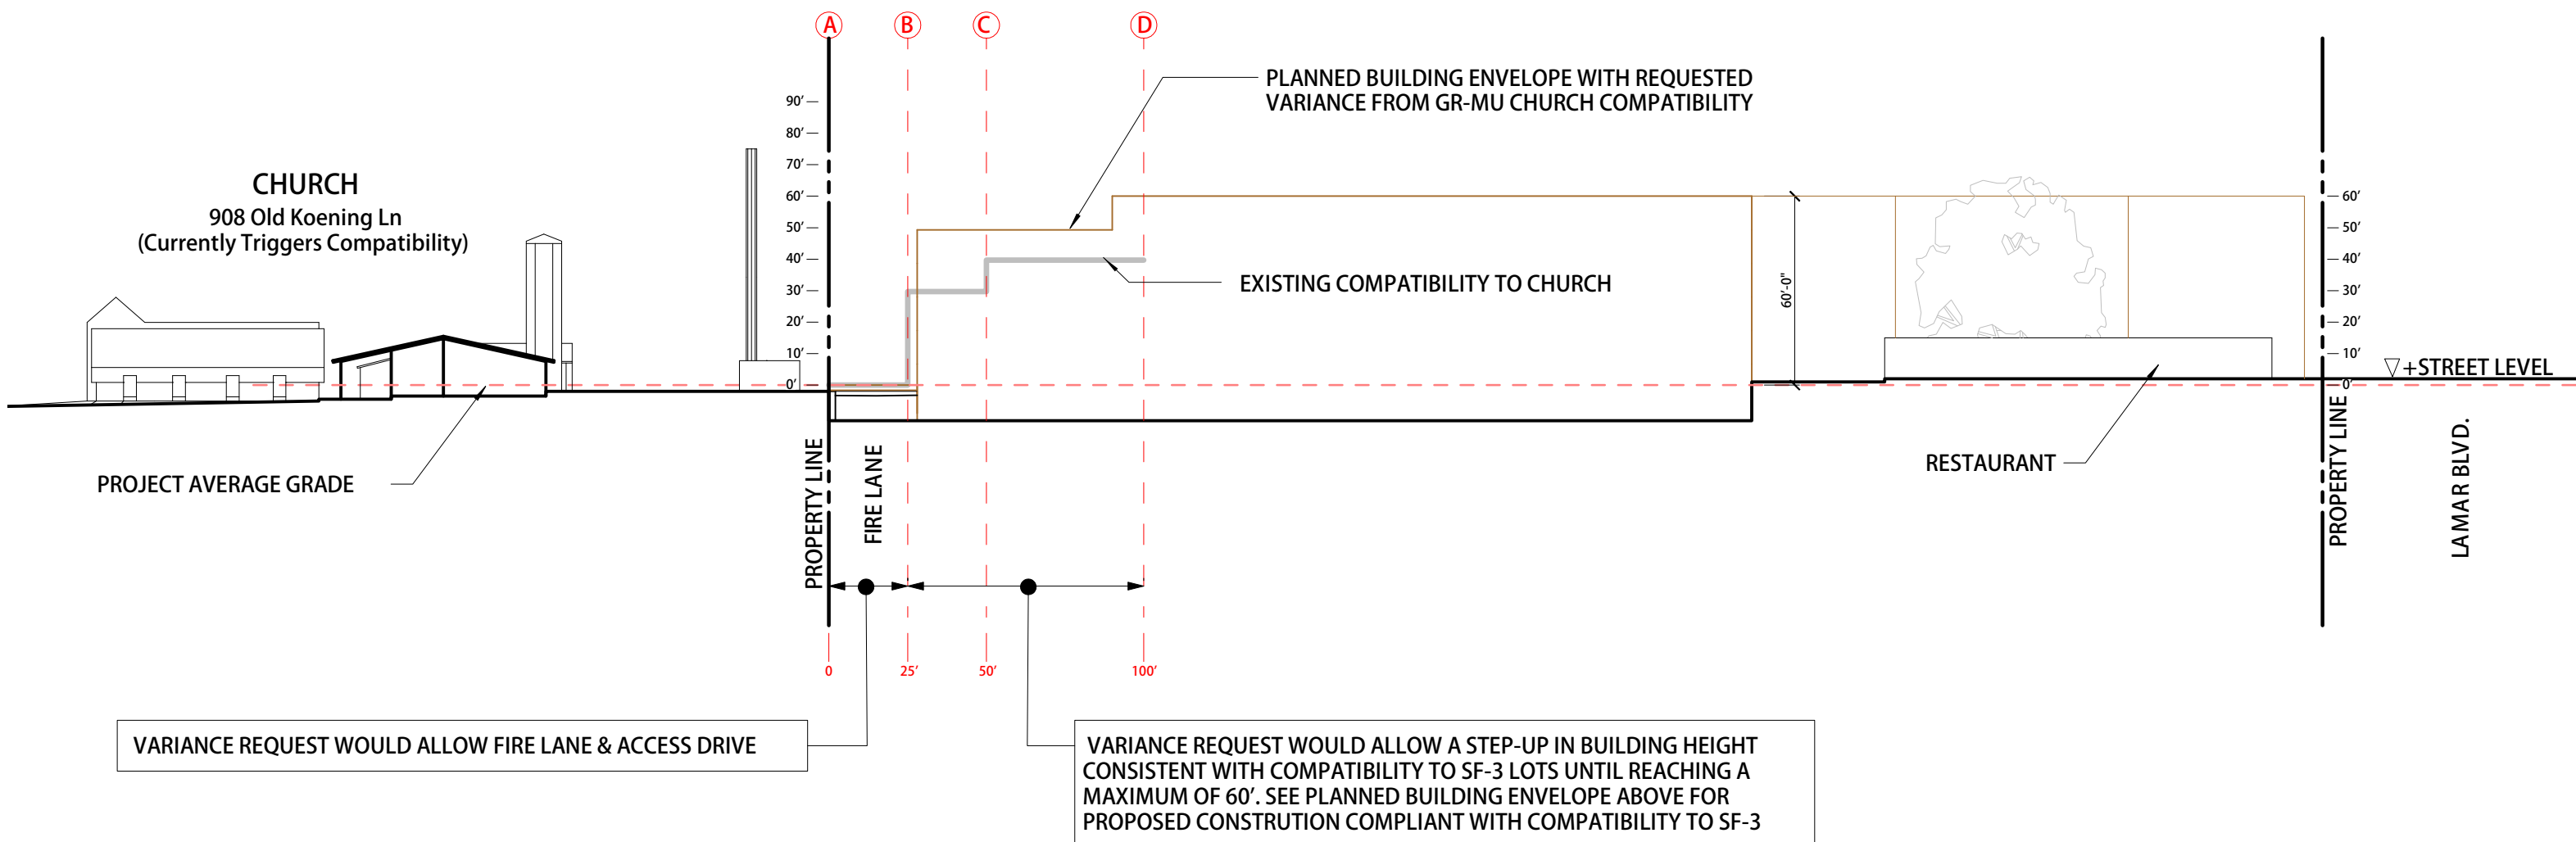 A
B
C
D
PLANNED BUILDING ENVELOPE WITH REQUESTED
VARIANCE FROM GR-MU CHURCH COMPATIBILITY
90'
80'
70'
60'
50'
40'
30'
20'
10'
0'
CHURCH
908 Old Koening Ln
(Currently Triggers Compatibility)
EXISTING COMPATIBILITY TO CHURCH
60'-0"
60'
50'
40'
30'
20'
10'
0'
+STREET LEVEL
PROJECT AVERAGE GRADE
PROPERTY LINE
FIRE LANE
RESTAURANT
PROPERTY LINE
LAMAR BLVD.
0
25'
50'
100'
VARIANCE REQUEST WOULD ALLOW FIRE LANE & ACCESS DRIVE
VARIANCE REQUEST WOULD ALLOW A STEP-UP IN BUILDING HEIGHT
CONSISTENT WITH COMPATIBILITY TO SF-3 LOTS UNTIL REACHING A
MAXIMUM OF 60'. SEE PLANNED BUILDING ENVELOPE ABOVE FOR
PROPOSED CONSTRUTION COMPLIANT WITH COMPATIBILITY TO SF-3